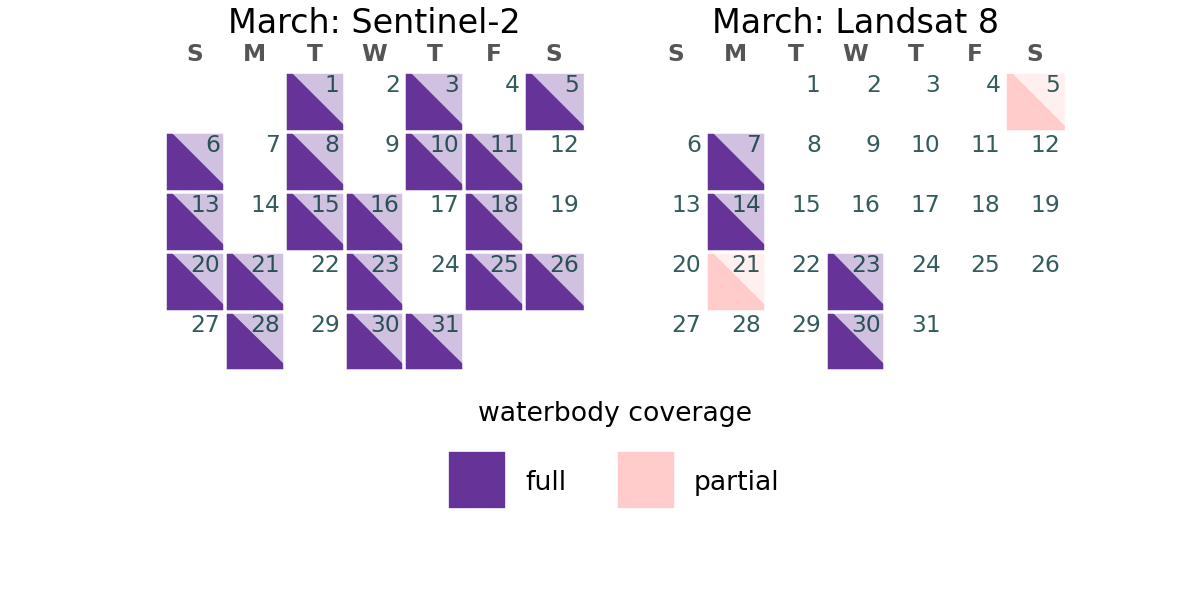 March: Sentinel-2
S M T W T F S
1 2 3 4 5
6 7 8 9 10 11 12
13 14 15 16 17 18 19
20 21 22 23 24 25 26
27 28 29 30 31
March: Landsat 8
S M T W T F S
1 2 3 4 5
6 7 8 9 10 11 12
13 14 15 16 17 18 19
20 21 22 23 24 25 26
27 28 29 30 31
waterbody coverage
full partial